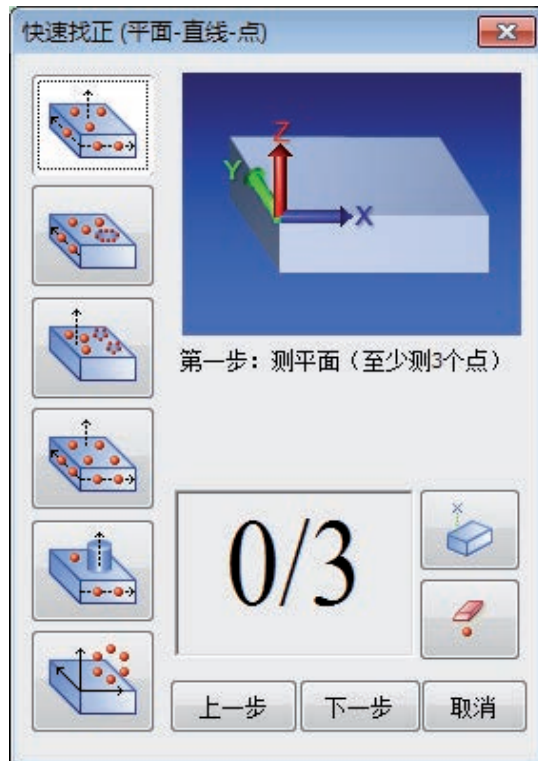 快速找正 (平面-直线-点)
Z
Y
X
第一步：测平面（至少测3个点）
0/3
上一步
下一步
取消